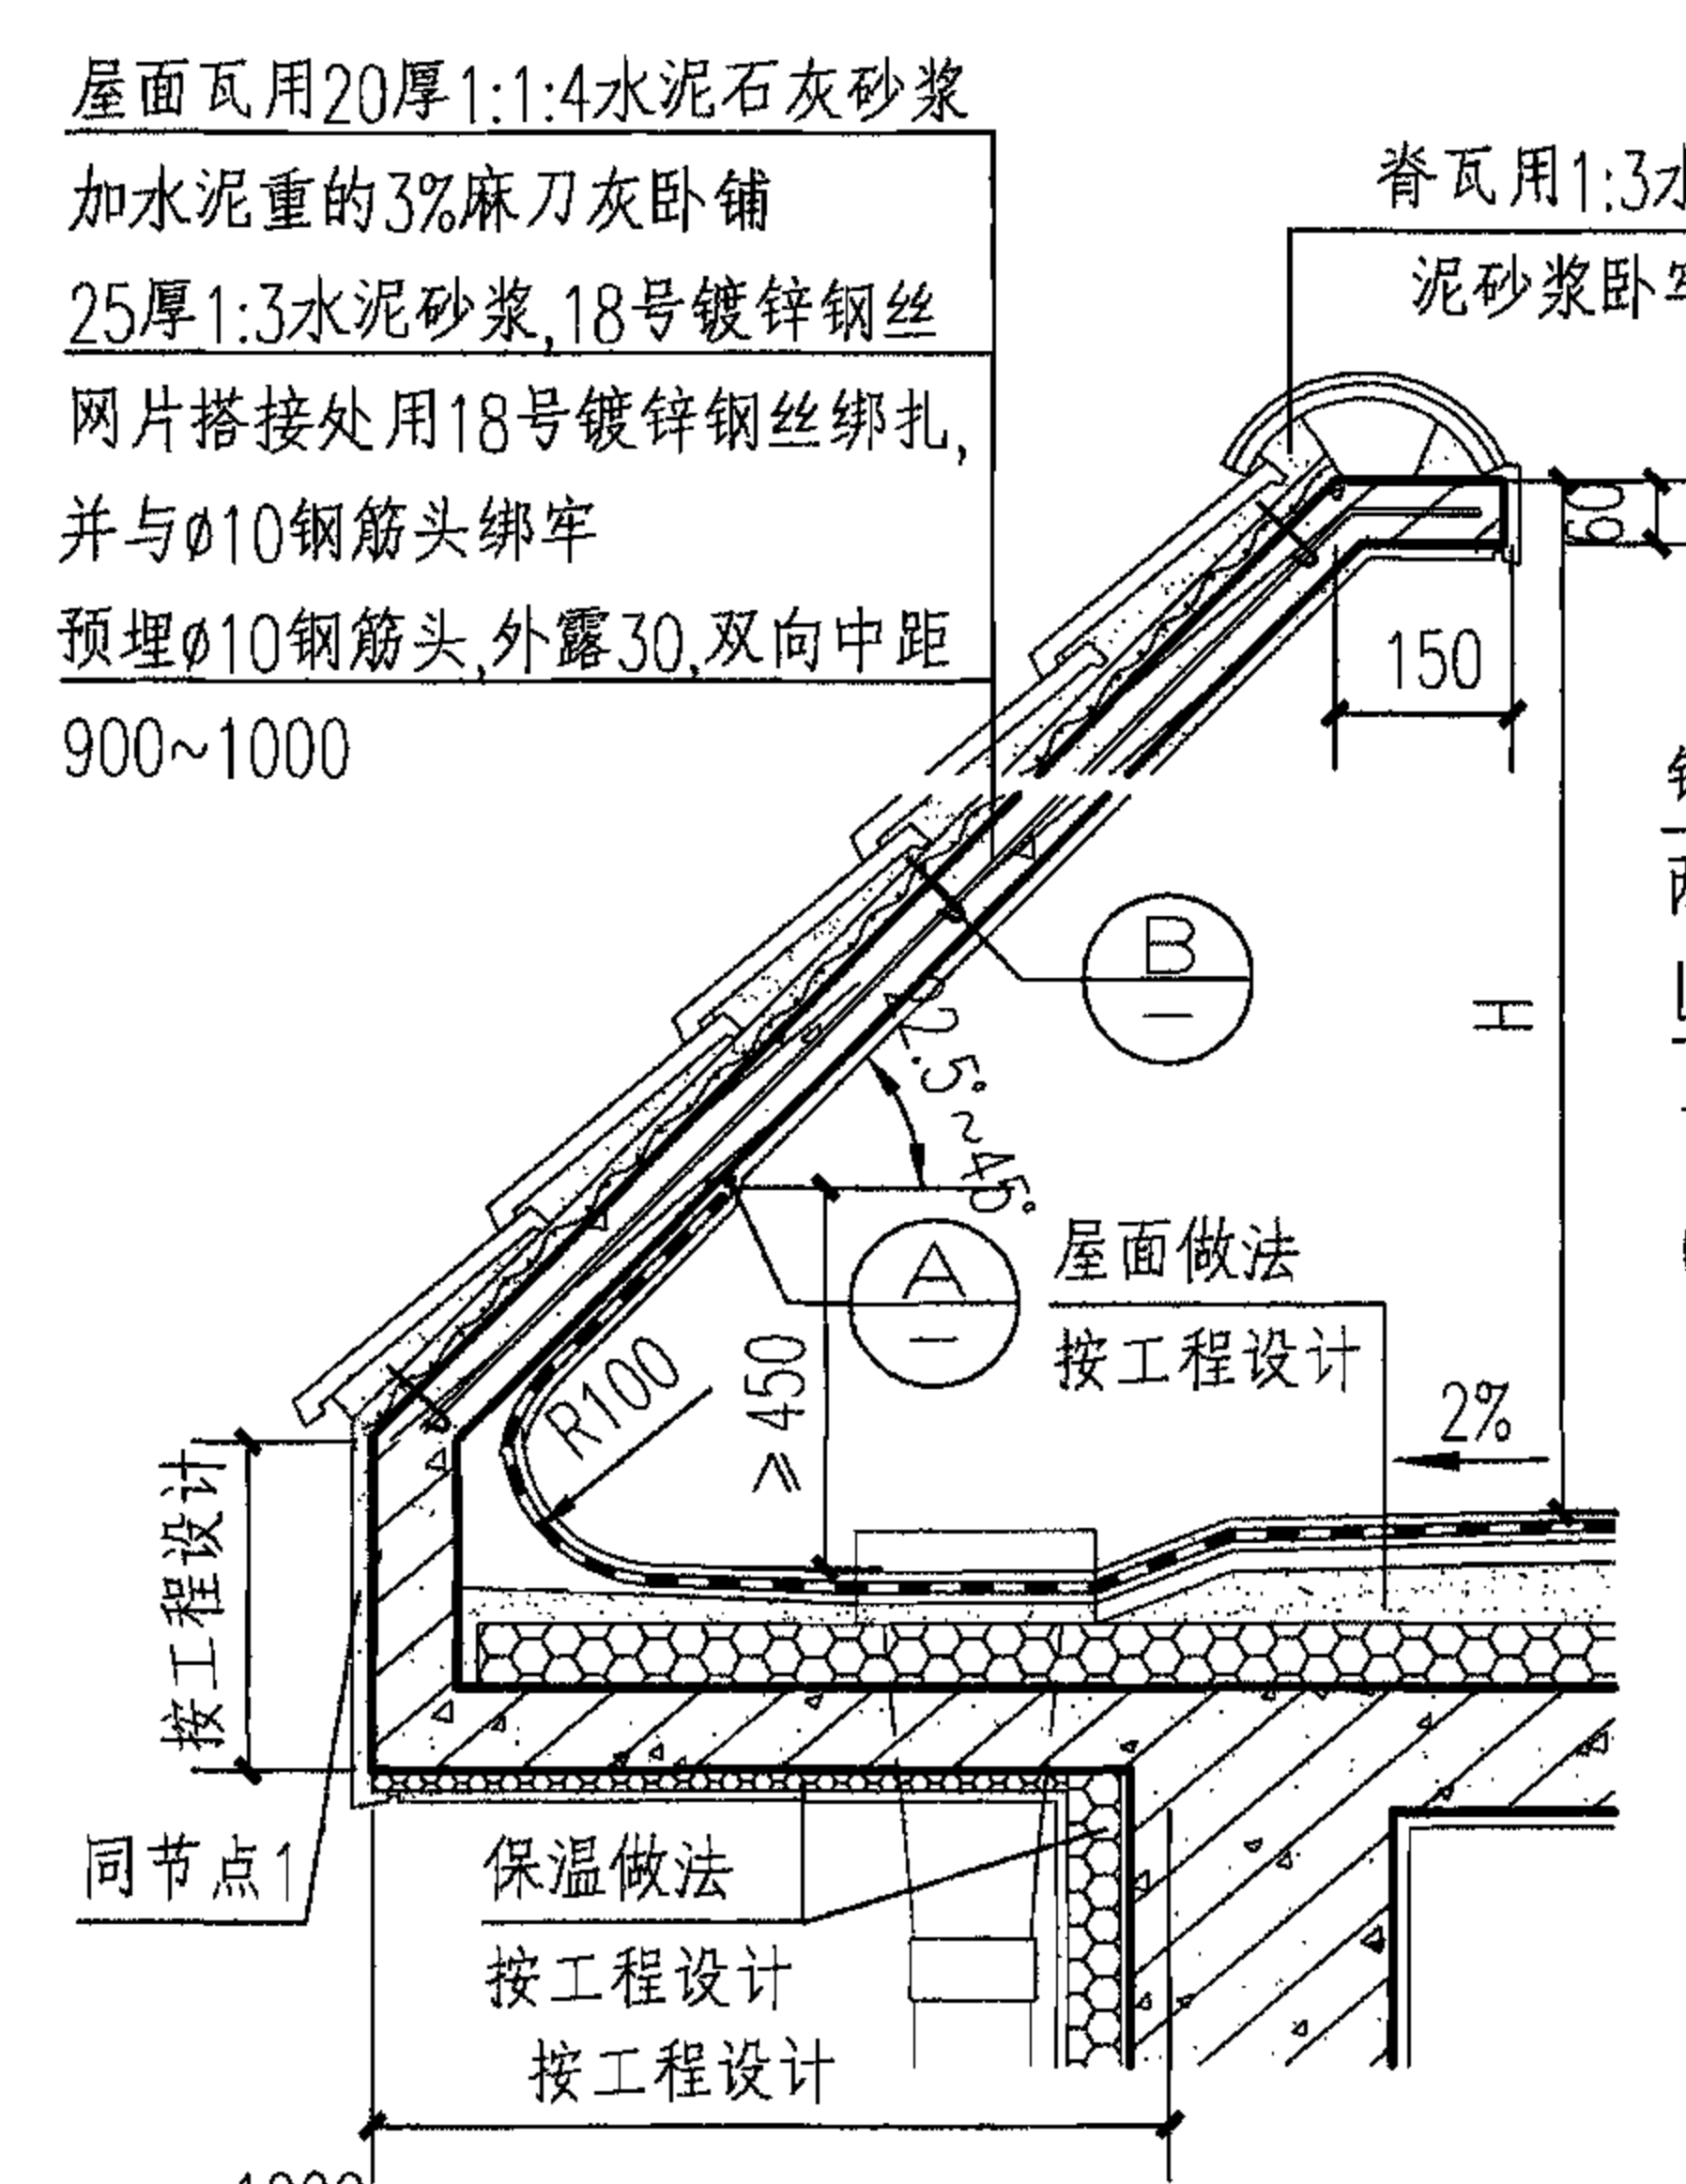 屋面瓦用20厚1:1:4水泥石灰砂浆
加水泥重的3%麻刀灰卧铺
25厚1:3水泥砂浆,18号镀锌钢丝
网片搭接处用18号镀锌钢丝绑扎,
并与ø10钢筋头绑牢
预埋ø10钢筋头,外露30,双向中距
900~1000
脊瓦用1:3水
泥砂浆卧牢
60
150
B
H
22.5°~45°
A
屋面做法
按工程设计
R100
≥450
2%
按工程设计
同节点1
保温做法
按工程设计
按工程设计